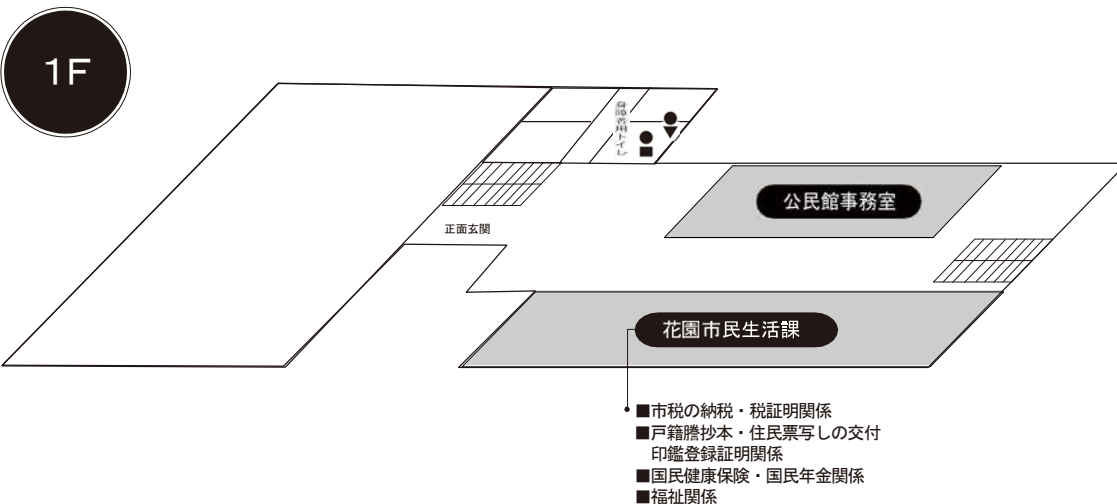 1F
身障者用トイレ
公民館事務室
正面玄関
花園市民生活課
■市税の納税・税証明関係
■戸籍謄抄本・住民票写しの交付
印鑑登録証明関係
■国民健康保険・国民年金関係
■福祉関係